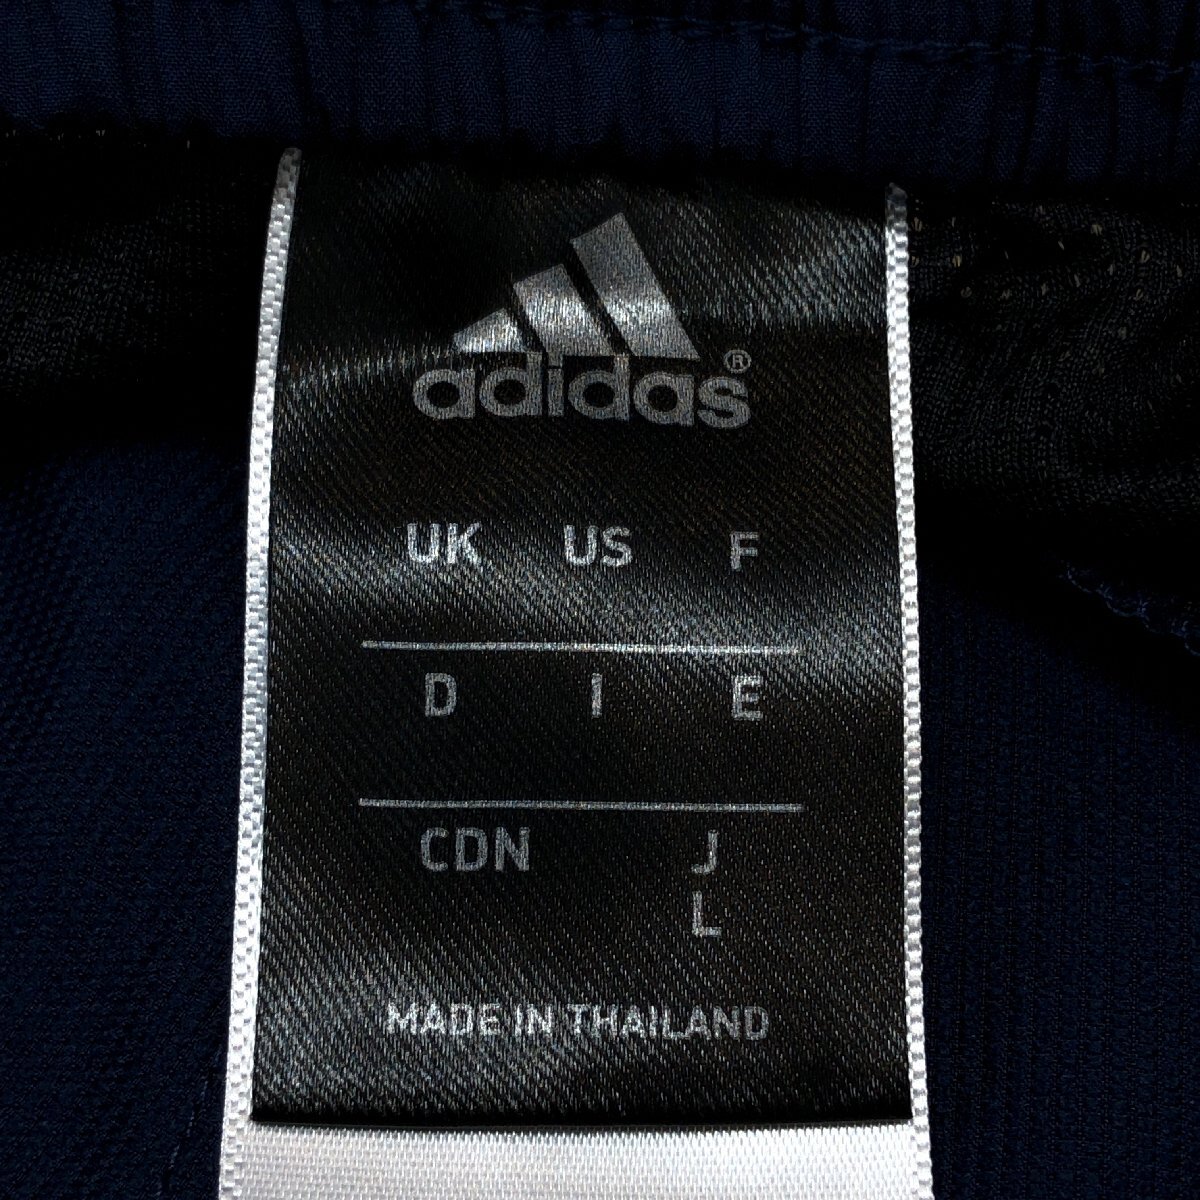 adidas®
UK US F
D I E
CDN J
L
MADE IN THAILAND